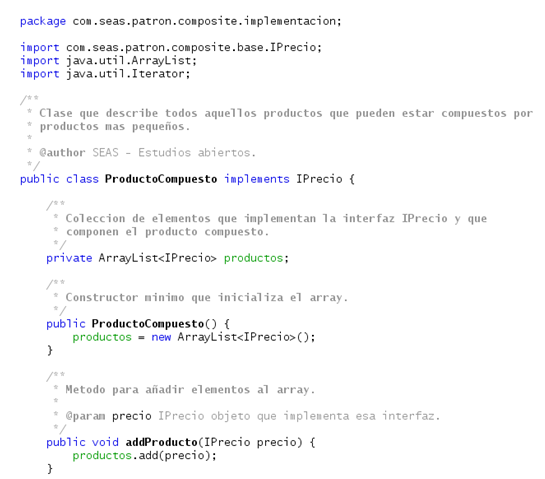 package com.seas.patron.composite.implementacion;
import com.seas.patron.composite.base.IPrecio;
import java.util.ArrayList;
import java.util.Iterator;
/**
 * Clase que describe todos aquellos productos que pueden estar compuestos por
 * productos mas pequeños.
 *
 * @author SEAS - Estudios abiertos.
 */
public class ProductoCompuesto implements IPrecio {
    /**
     * Coleccion de elementos que implementan la interfaz IPrecio y que
     * componen el producto compuesto.
     */
    private ArrayList<IPrecio> productos;
    /**
     * Constructor minimo que inicializa el array.
     */
    public ProductoCompuesto() {
        productos = new ArrayList<IPrecio>();
    }
    /**
     * Metodo para añadir elementos al array.
     *
     * @param precio IPrecio objeto que implementa esa interfaz.
     */
    public void addProducto(IPrecio precio) {
        productos.add(precio);
    }